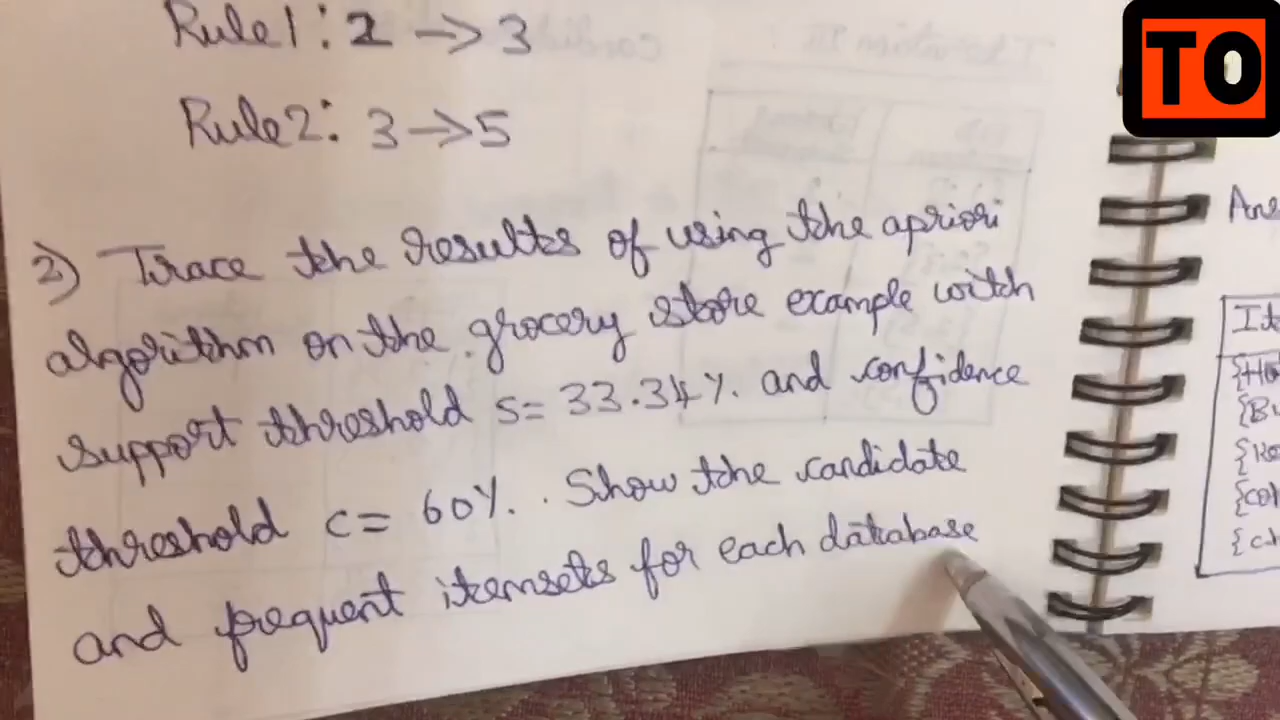 TO
Rule1: 2 → 3
Rule2: 3 → 5
2) Trace the results of using the apriori
algorithm on the grocery store example with
support threshold s= 33.34%. and confidence
threshold c= 60%. . Show the candidate
and frequent itemsets for each database